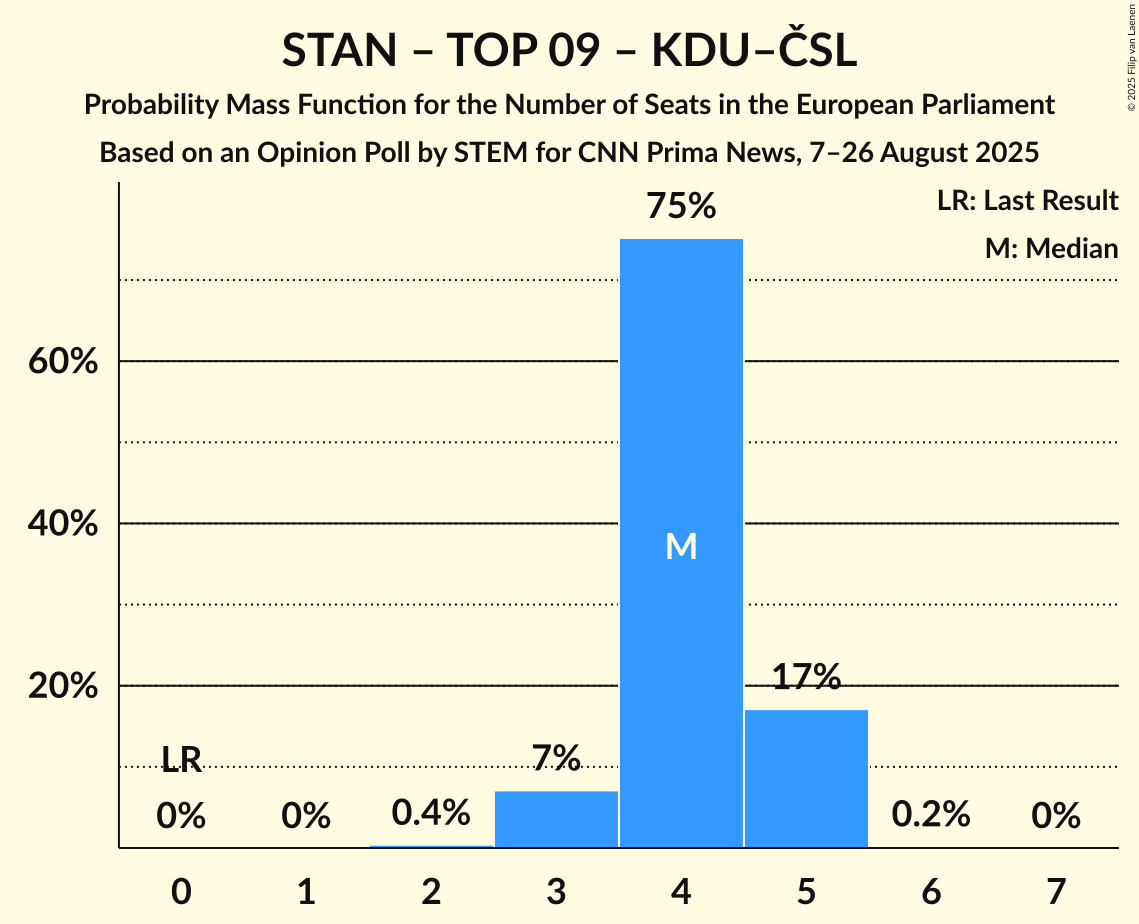 STAN – TOP 09 – KDU–ČSL
Probability Mass Function for the Number of Seats in the European Parliament
Based on an Opinion Poll by STEM for CNN Prima News, 7–26 August 2025
© 2025 Filip van Laenen
LR: Last Result
M: Median
75%
60%
40%
M
20%
17%
LR
7%
0%
0%
0.4%
0.2%
0%
0 1 2 3 4 5 6 7